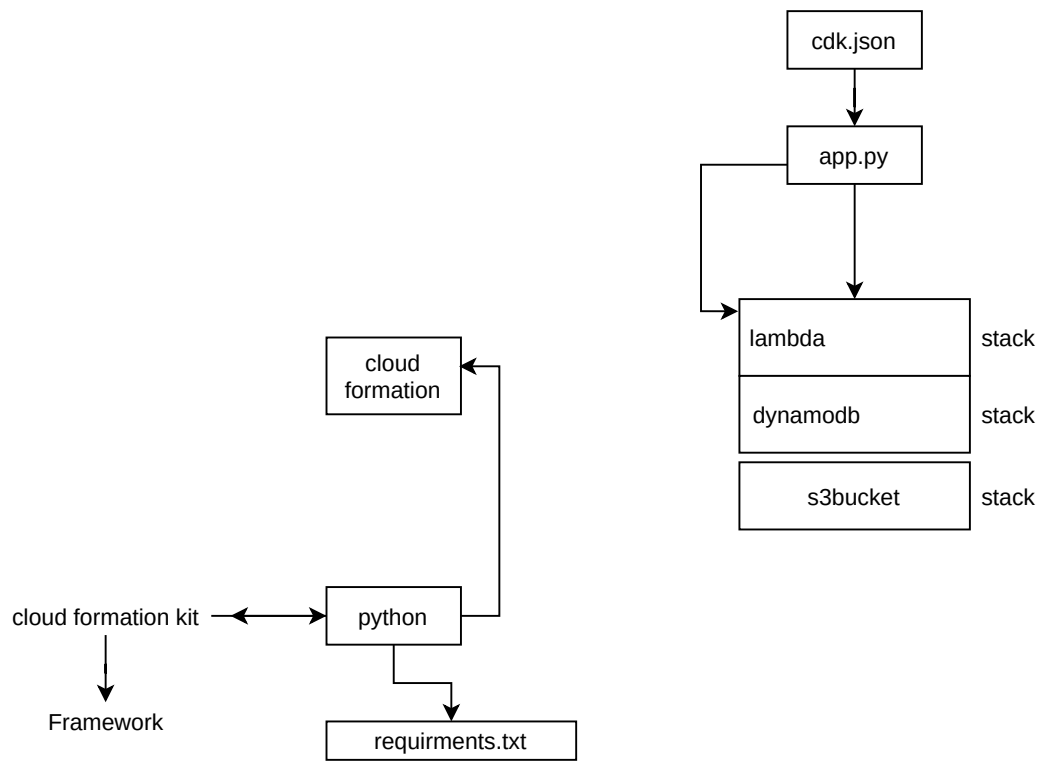 cdk.json
app.py
lambda
stack
cloud
formation
dynamodb
stack
s3bucket
stack
cloud formation kit
python
Framework
requirments.txt